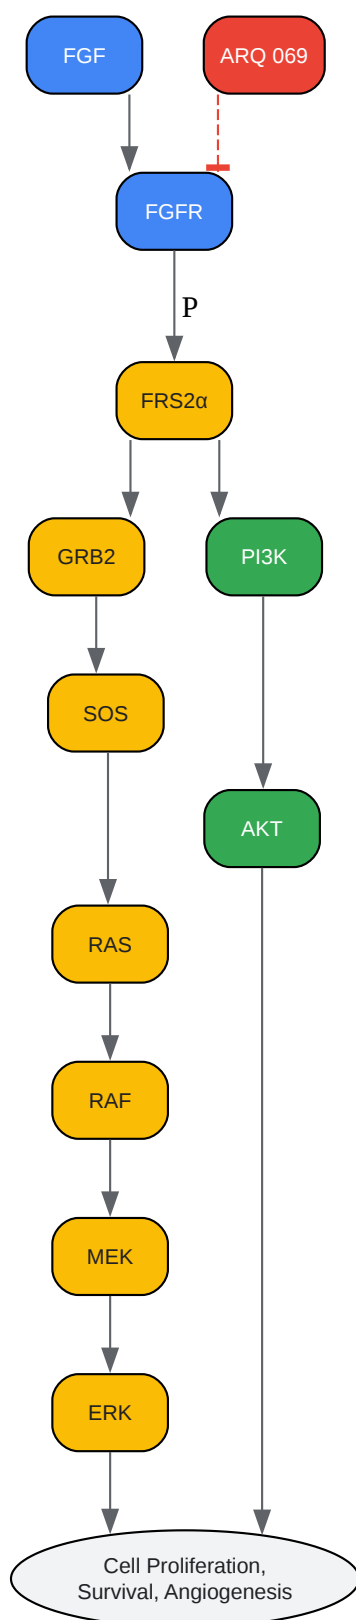 FGF
ARQ 069
FGFR
P
FRS2α
GRB2
PI3K
SOS
AKT
RAS
RAF
MEK
ERK
Cell Proliferation,
Survival, Angiogenesis